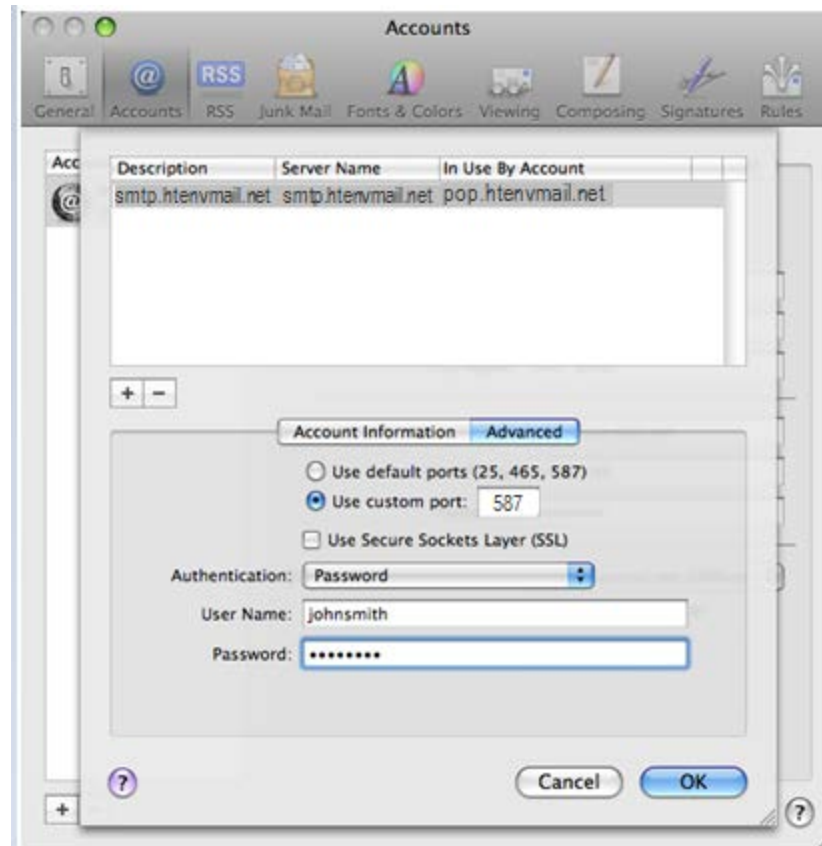 Accounts
General Accounts RSS Junk Mail Fonts & Colors Viewing Composing Signatures Rules
RSS
Acc
Description Server Name In Use By Account
smtp.htenvmail.net smtp.htenvmail.net pop.htenvmail.net
+ −
Account Information Advanced
Use default ports (25, 465, 587)
Use custom port: 587
Use Secure Sockets Layer (SSL)
Authentication: Password
User Name: johnsmith
Password: ••••••••
? Cancel OK
+ ?